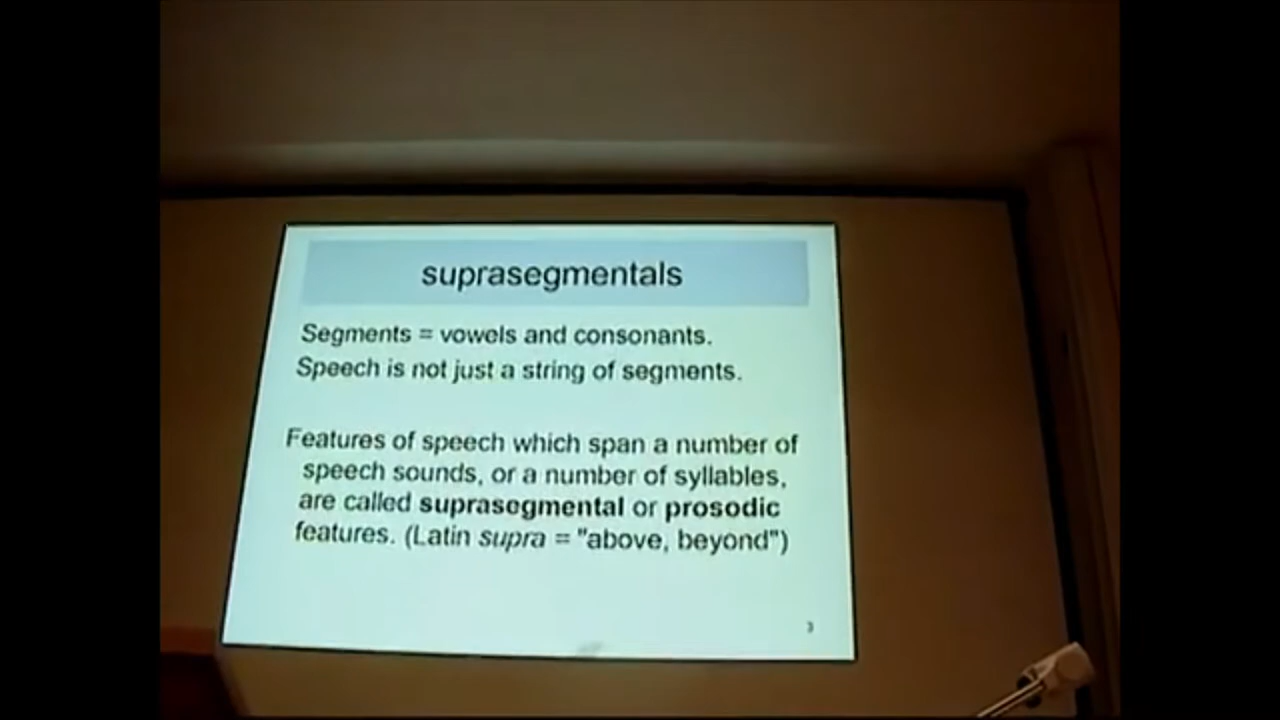 suprasegmentals
Segments = vowels and consonants.
Speech is not just a string of segments.
Features of speech which span a number of
speech sounds, or a number of syllables,
are called suprasegmental or prosodic
features. (Latin supra = "above, beyond")
3